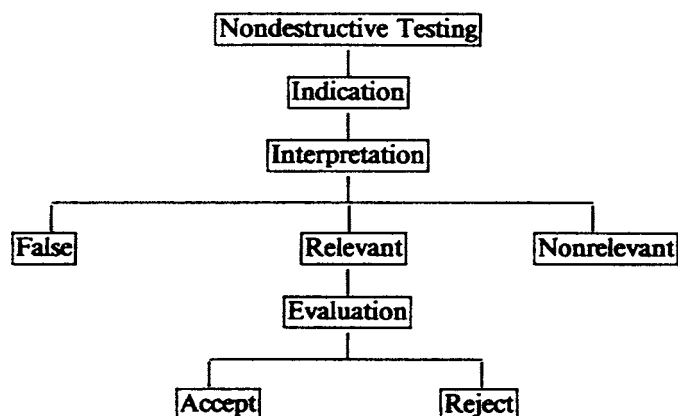 Nondestructive Testing
Indication
Interpretation
False Relevant Nonrelevant
Evaluation
Accept Reject